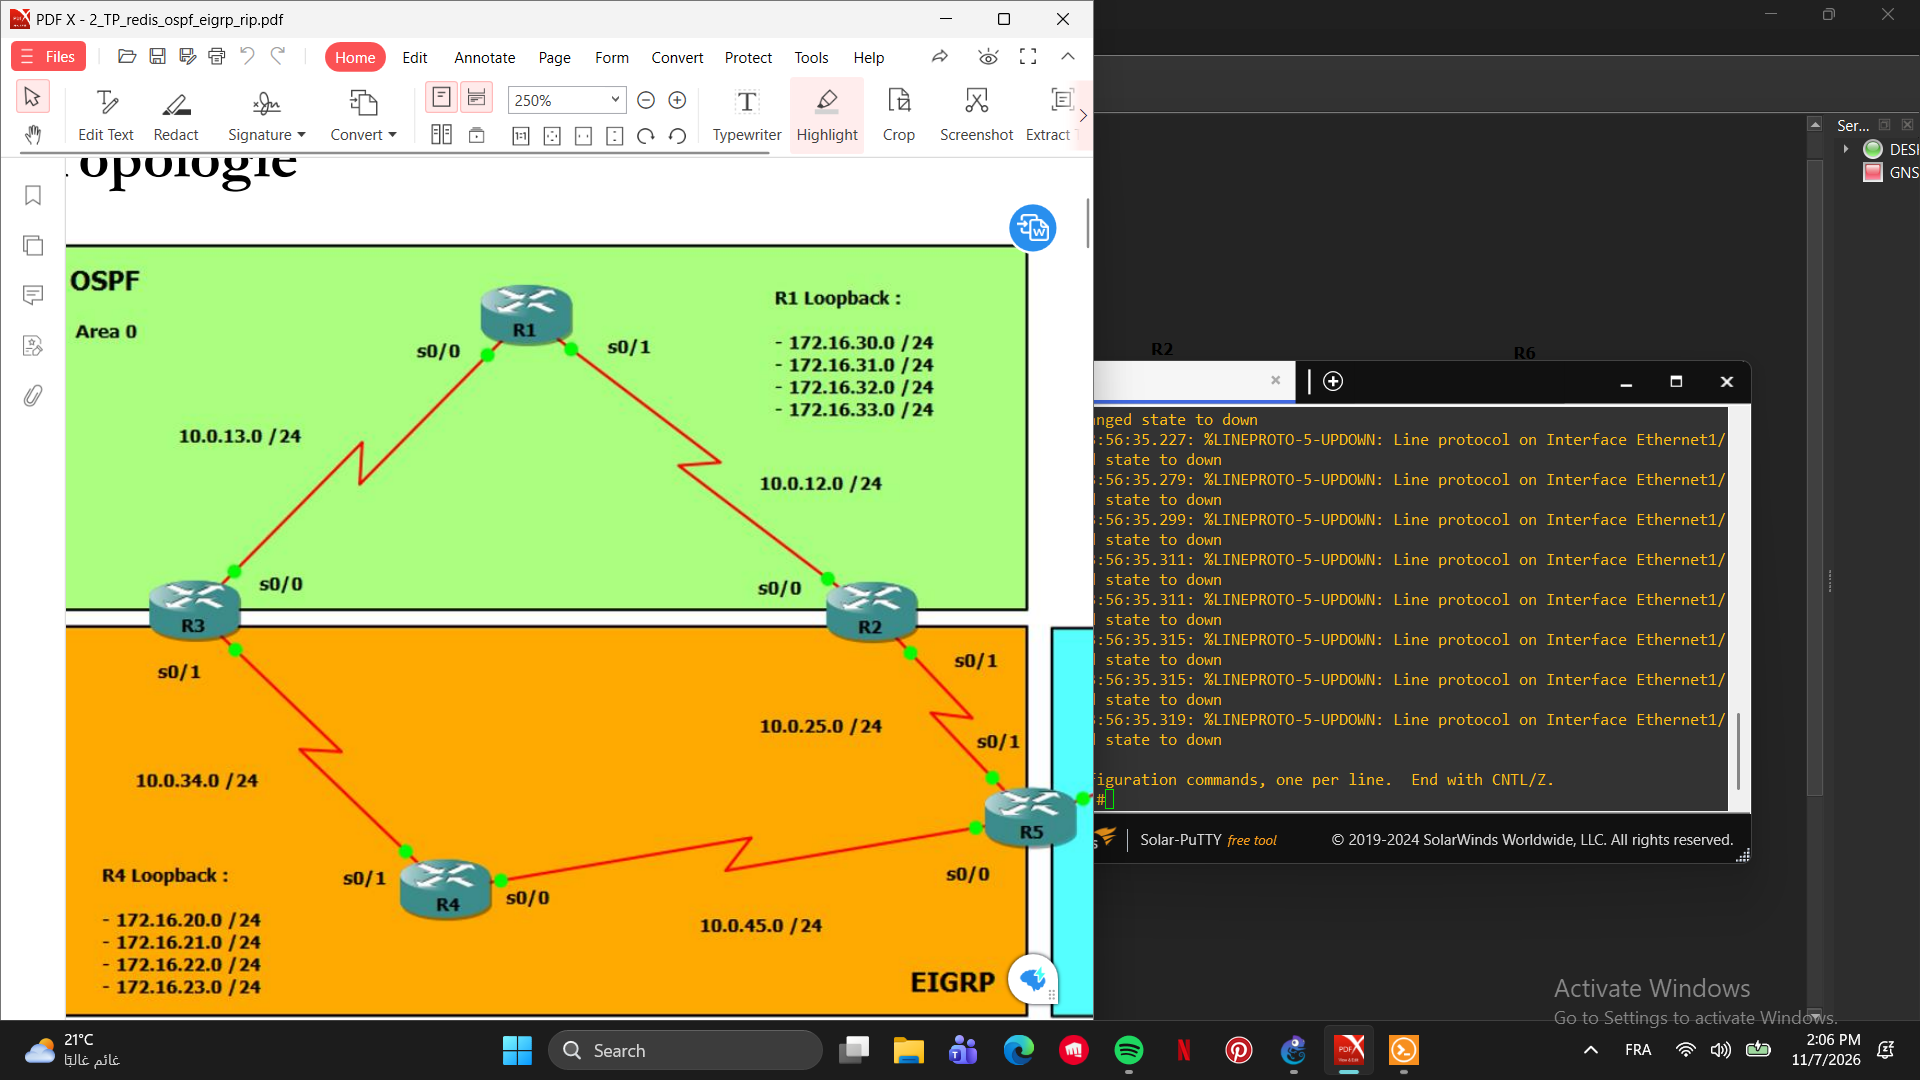 PDF X - 2_TP_redis_ospf_eigrp_rip.pdf
Files
Home
Edit
Annotate
Page
Form
Convert
Protect
Tools
Help
250%
Edit Text
Redact
Signature
Convert
Typewriter
Highlight
Crop
Screenshot
Extract
opologie
OSPF
Area 0
R1
s0/0
s0/1
R1 Loopback :
- 172.16.30.0 /24
- 172.16.31.0 /24
- 172.16.32.0 /24
- 172.16.33.0 /24
10.0.13.0 /24
10.0.12.0 /24
s0/0
s0/0
R3
R2
s0/1
s0/1
10.0.25.0 /24
s0/1
10.0.34.0 /24
R5
R4 Loopback :
s0/1
R4
s0/0
s0/0
- 172.16.20.0 /24
- 172.16.21.0 /24
- 172.16.22.0 /24
- 172.16.23.0 /24
10.0.45.0 /24
EIGRP
Ser...
DESH
GNS
R2
R6
nged state to down
:56:35.227: %LINEPROTO-5-UPDOWN: Line protocol on Interface Ethernet1/
state to down
:56:35.279: %LINEPROTO-5-UPDOWN: Line protocol on Interface Ethernet1/
state to down
:56:35.299: %LINEPROTO-5-UPDOWN: Line protocol on Interface Ethernet1/
state to down
:56:35.311: %LINEPROTO-5-UPDOWN: Line protocol on Interface Ethernet1/
state to down
:56:35.311: %LINEPROTO-5-UPDOWN: Line protocol on Interface Ethernet1/
state to down
:56:35.315: %LINEPROTO-5-UPDOWN: Line protocol on Interface Ethernet1/
state to down
:56:35.315: %LINEPROTO-5-UPDOWN: Line protocol on Interface Ethernet1/
state to down
:56:35.319: %LINEPROTO-5-UPDOWN: Line protocol on Interface Ethernet1/
state to down
figuration commands, one per line.  End with CNTL/Z.
#
Solar-PuTTY free tool
© 2019-2024 SolarWinds Worldwide, LLC. All rights reserved.
Activate Windows
Go to Settings to activate Windows.
21°C
غائم غالبًا
Search
FRA
2:06 PM
11/7/2026